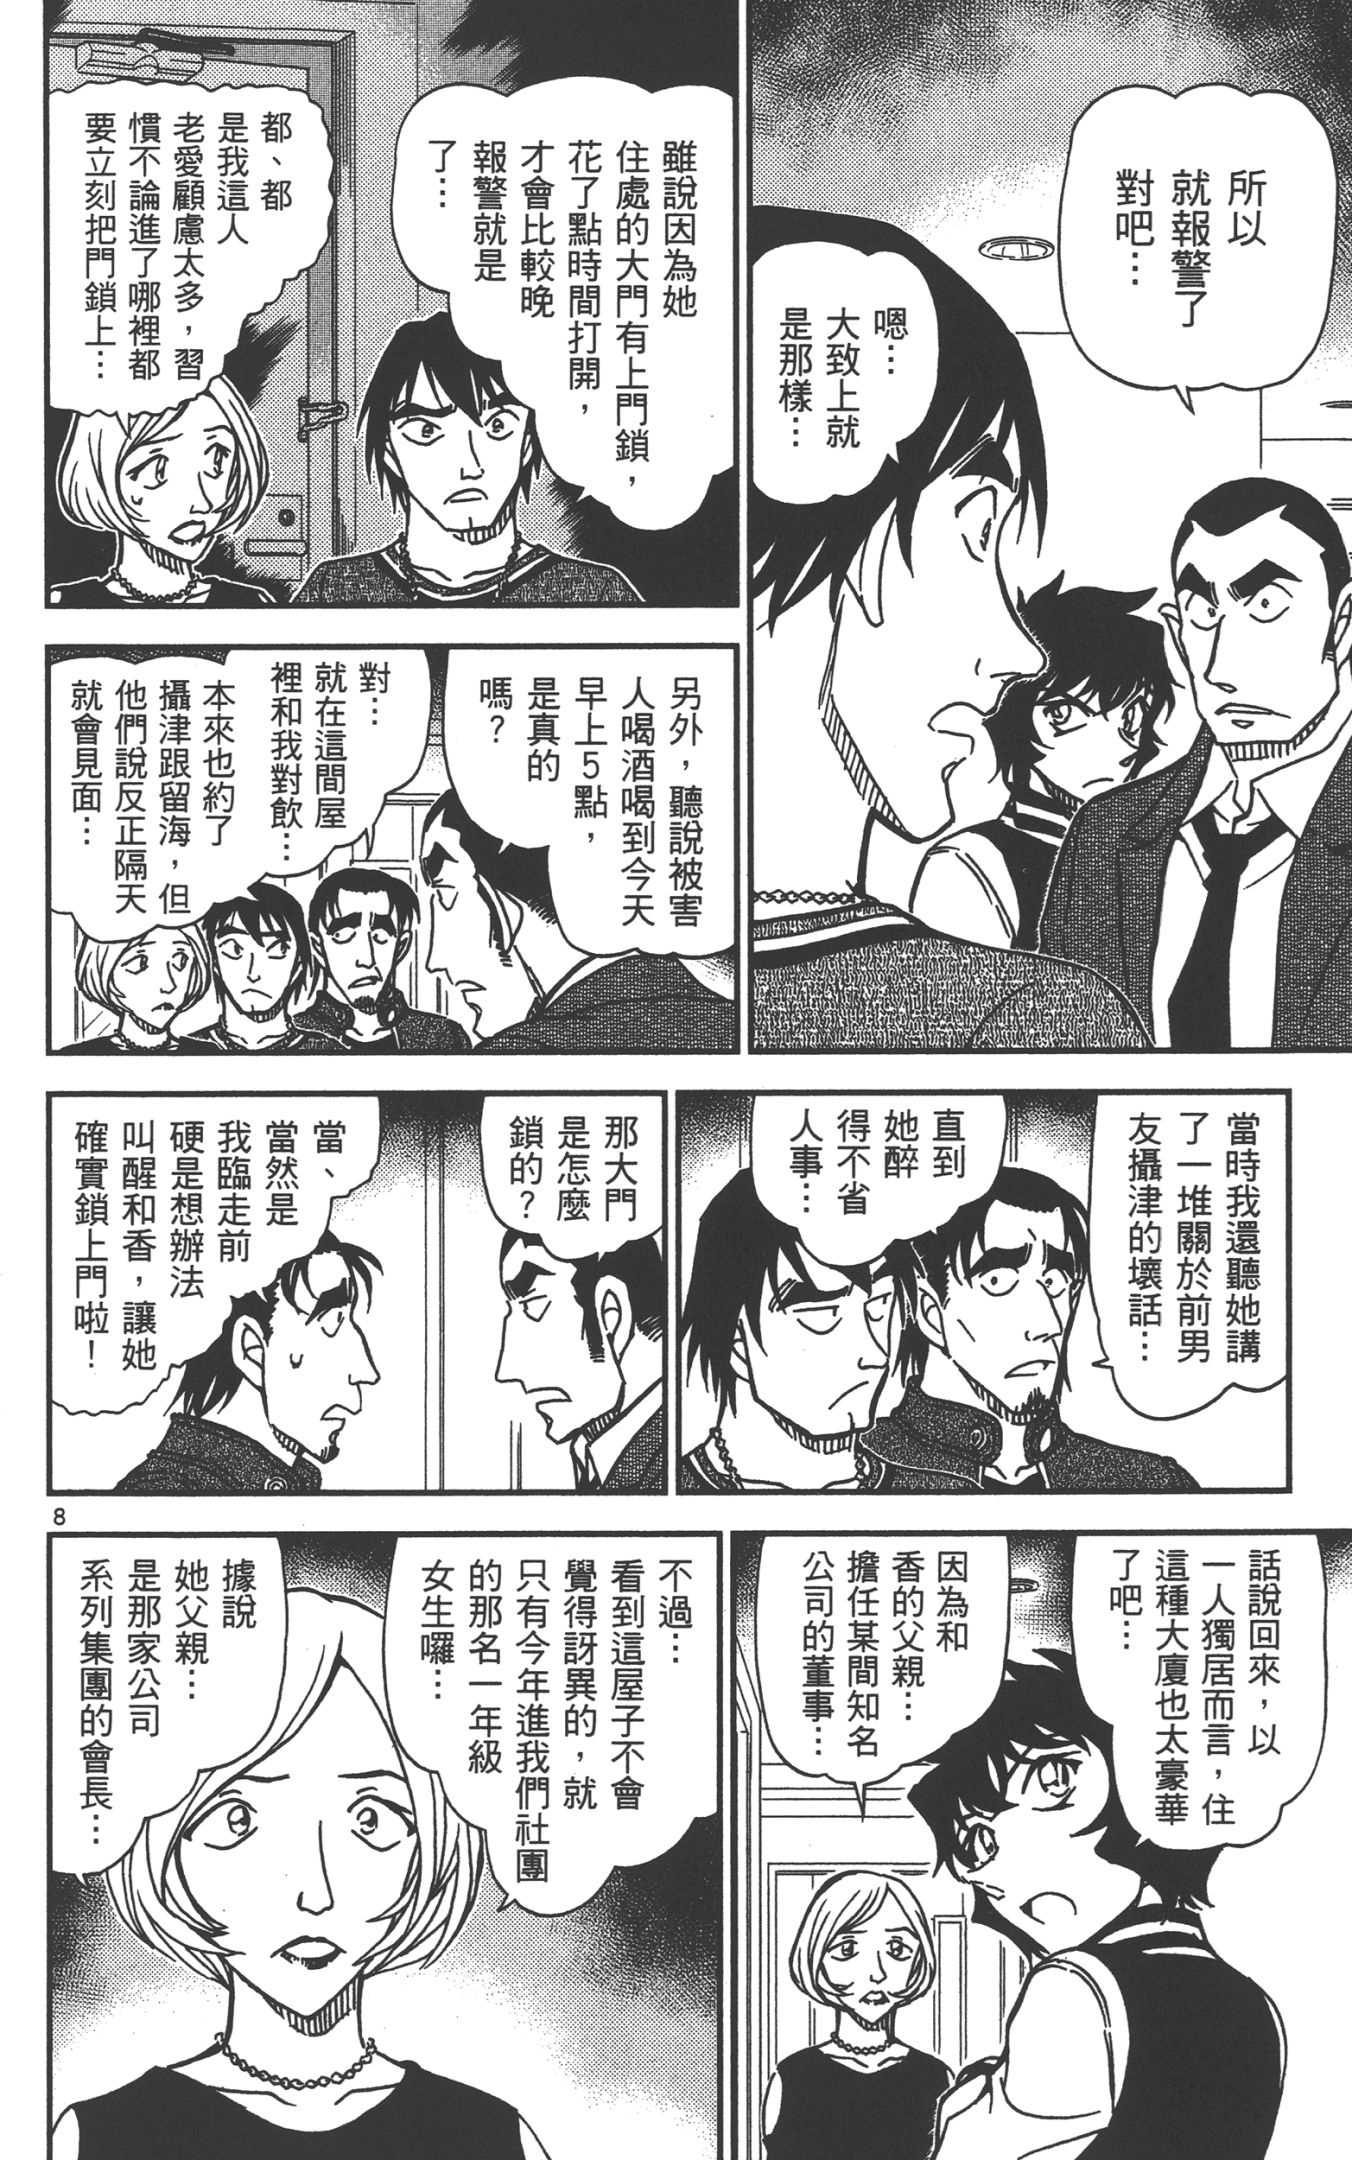 所以
就報警了
對吧…
嗯…
大致上就
是那樣…
雖說因為她
住處的大門有上門鎖，
花了點時間打開，
才會比較晚
報警就是
了…
都、都
是我這人
老愛顧慮太多，習
慣不論進了哪裡都
要立刻把門鎖上…
另外，聽說被害
人喝酒喝到今天
早上5點，
是真的
嗎？
對…
就在這間屋
裡和我對飲…
本來也約了
攝津跟留海，但
他們說反正隔天
就會見面…
當時我還聽她講
了一堆關於前男
友攝津的壞話…
直到
她醉
得不省
人事…
那大門
是怎麼
鎖的？
當、
當然是
我臨走前
硬是想辦法
叫醒和香，讓她
確實鎖上門啦！
8
話說回來，以
一人獨居而言，住
這種大廈也太豪華
了吧…
因為和
香的父親…
擔任某間知名
公司的董事…
不過…
看到這屋子不會
覺得訝異的，就
只有今年進我們社團
的那名一年級
女生囉…
據說
她父親…
是那家公司
系列集團的會長…